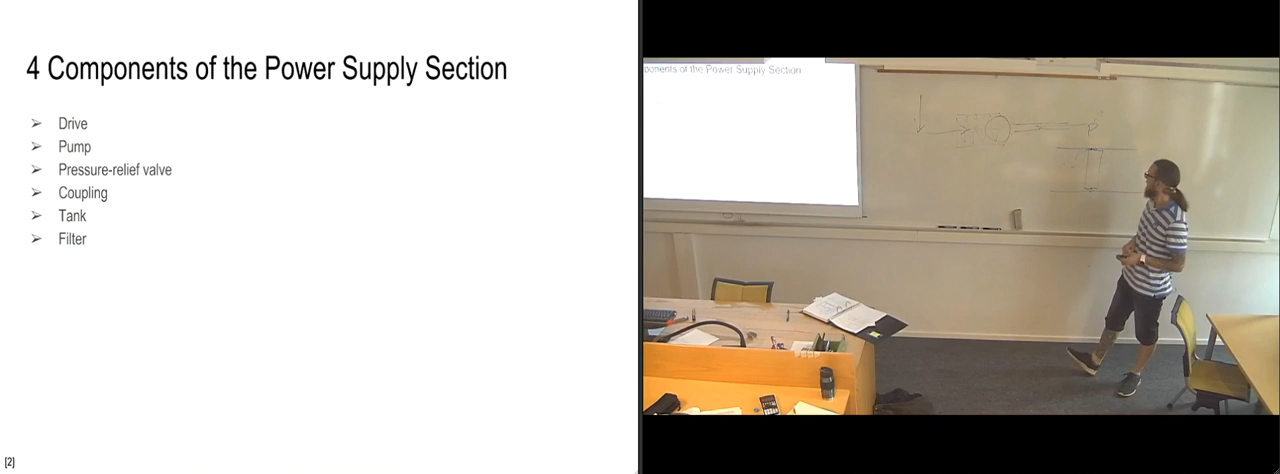 4 Components of the Power Supply Section
➢ Drive
➢ Pump
➢ Pressure-relief valve
➢ Coupling
➢ Tank
➢ Filter
[2]
ponents of the Power Supply Section